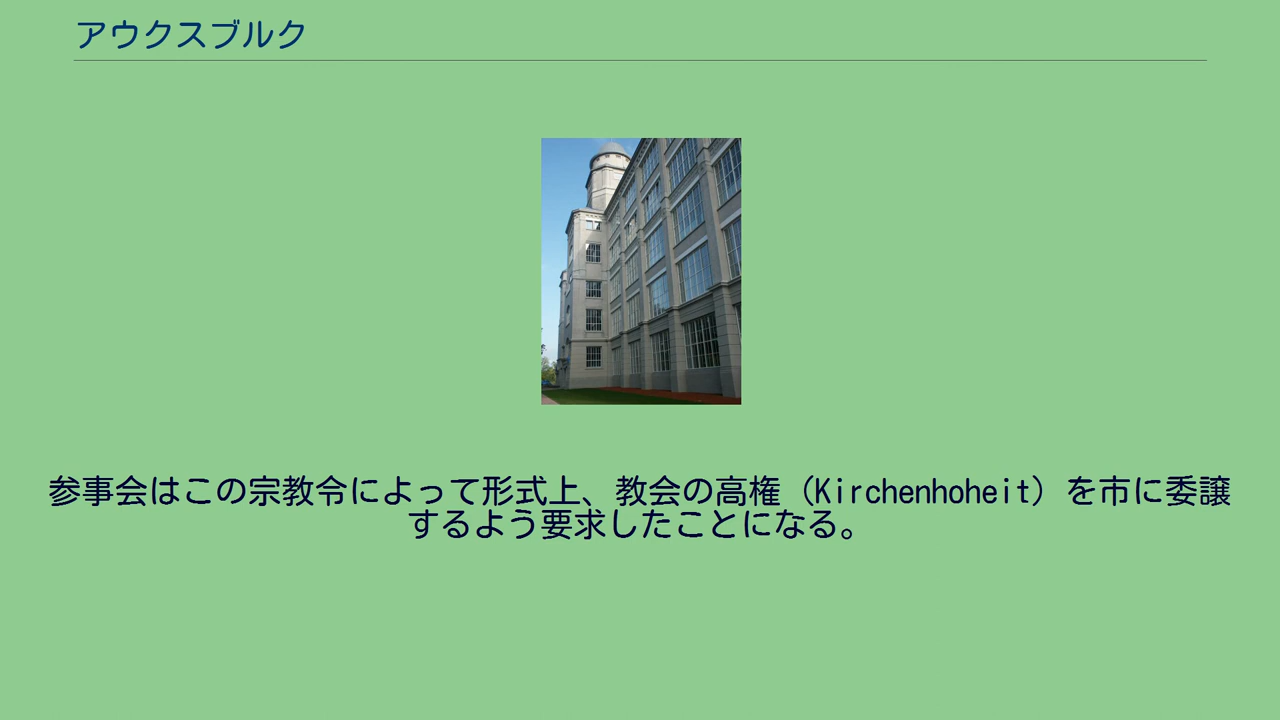 アウクスブルク
参事会はこの宗教令によって形式上、教会の高権（Kirchenhoheit）を市に委譲
するよう要求したことになる。